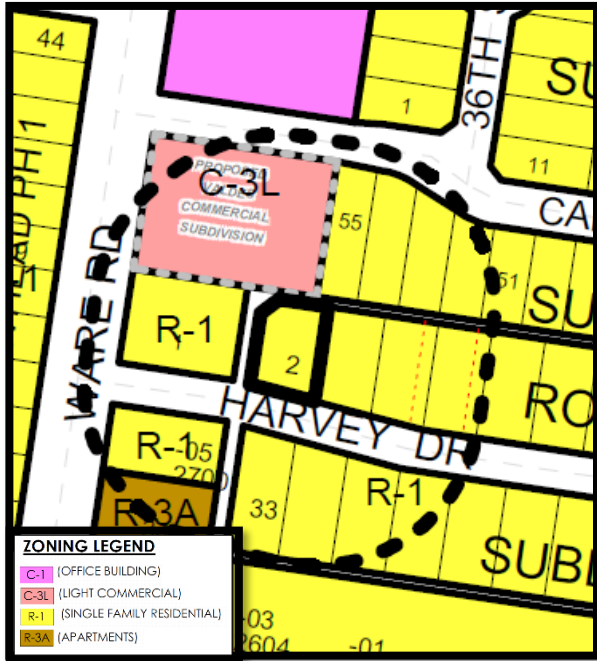 44
1
36TH
SU
11
PROPOSED
VALDEZ
C-3L
COMMERCIAL
SUBDIVISION
55
CA
51
SU
WARE RD
R-1
2
RO
HARVEY DR
R-1
-05
2700
R-1
R-3A
33
SUB
-03
2604
-01
ZONING LEGEND
C-1 (OFFICE BUILDING)
C-3L (LIGHT COMMERCIAL)
R-1 (SINGLE FAMILY RESIDENTIAL)
R-3A (APARTMENTS)